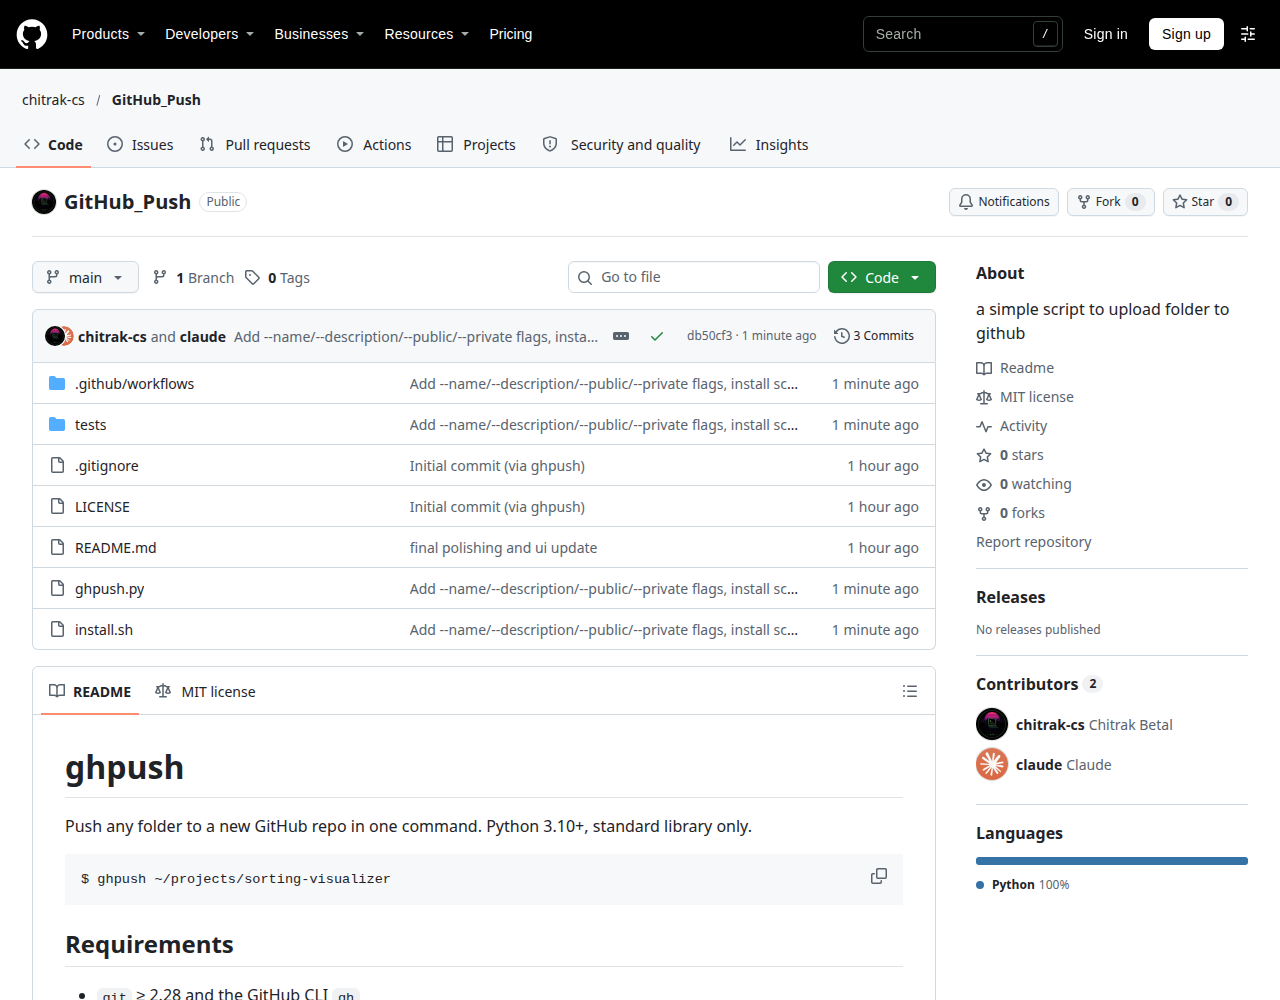 Products Developers Businesses Resources Pricing Search / Sign in Sign up
chitrak-cs / GitHub_Push
Code Issues Pull requests Actions Projects Security and quality Insights
GitHub_Push Public Notifications Fork 0 Star 0
main 1 Branch 0 Tags Go to file Code
chitrak-cs and claude Add --name/--description/--public/--private flags, insta... db50cf3 · 1 minute ago 3 Commits
.github/workflows Add --name/--description/--public/--private flags, install sc... 1 minute ago
tests Add --name/--description/--public/--private flags, install sc... 1 minute ago
.gitignore Initial commit (via ghpush) 1 hour ago
LICENSE Initial commit (via ghpush) 1 hour ago
README.md final polishing and ui update 1 hour ago
ghpush.py Add --name/--description/--public/--private flags, install sc... 1 minute ago
install.sh Add --name/--description/--public/--private flags, install sc... 1 minute ago
README MIT license
ghpush
Push any folder to a new GitHub repo in one command. Python 3.10+, standard library only.
$ ghpush ~/projects/sorting-visualizer
Requirements
git ≥ 2.28 and the GitHub CLI gh
About
a simple script to upload folder to
github
Readme
MIT license
Activity
0 stars
0 watching
0 forks
Report repository
Releases
No releases published
Contributors 2
chitrak-cs Chitrak Betal
claude Claude
Languages
Python 100%